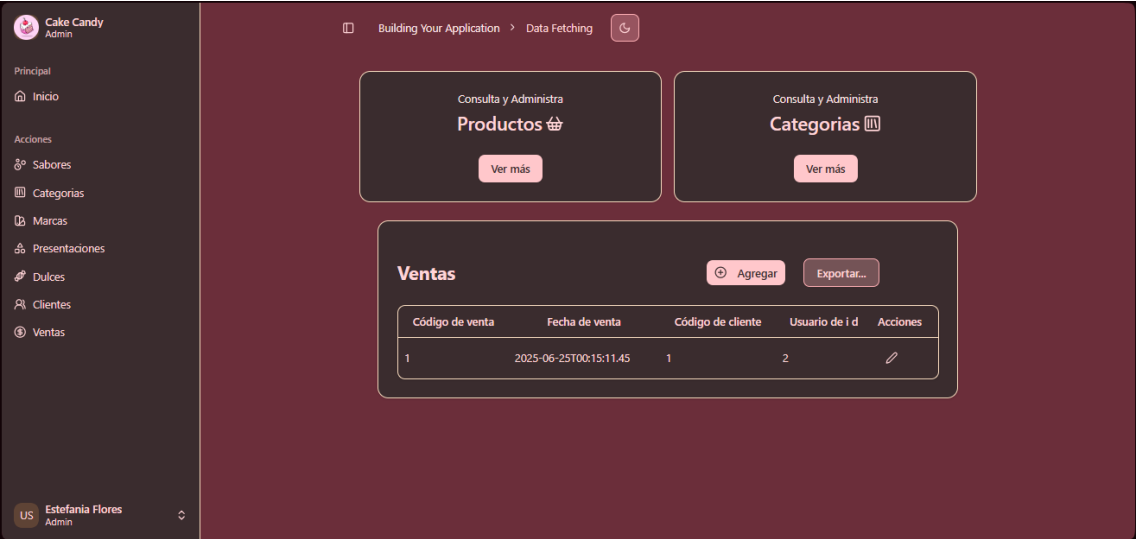 Cake Candy
Admin
Principal
Inicio
Acciones
Sabores
Categorias
Marcas
Presentaciones
Dulces
Clientes
Ventas
US
Estefania Flores
Admin
Building Your Application > Data Fetching
Consulta y Administra
Productos
Ver más
Consulta y Administra
Categorias
Ver más
Ventas
Agregar
Exportar...
Código de venta Fecha de venta Código de cliente Usuario de i d Acciones
1 2025-06-25T00:15:11.45 1 2